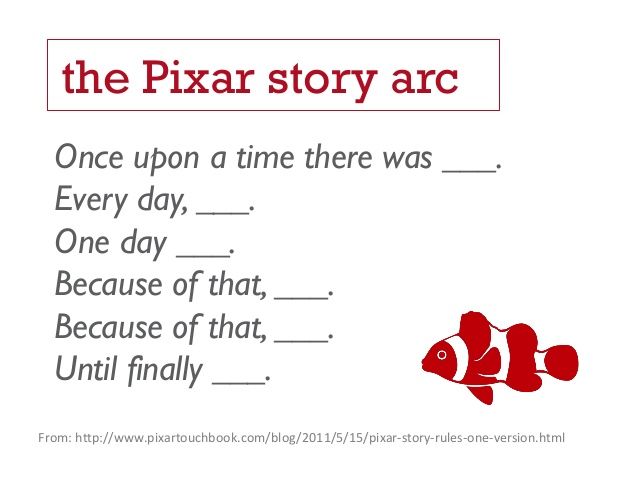 the Pixar story arc
Once upon a time there was ___.
Every day, ___.
One day ___.
Because of that, ___.
Because of that, ___.
Until finally ___.
From: http://www.pixartouchbook.com/blog/2011/5/15/pixar-story-rules-one-version.html